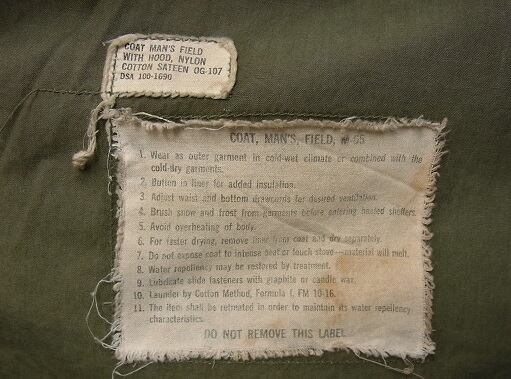 COAT MAN'S FIELD
WITH HOOD, NYLON
COTTON SATEEN OG-107
DSA 100-1690
COAT, MAN'S, FIELD, M-65
1. Wear as outer garment in cold-wet climate or combined with the
cold-dry garments.
2. Button in liner for added insulation.
3. Adjust waist and bottom drawcords for desired ventilation.
4. Brush snow and frost from garments before entering heated shelters.
5. Avoid overheating of body.
6. For faster drying, remove liner from coat and dry separately.
7. Do not expose coat to intense heat or touch stove—material will melt.
8. Water repellency may be restored by treatment.
9. Lubricate slide fasteners with graphite or candle wax.
10. Launder by Cotton Method, Formula I, FM 10-16.
11. The item shall be retreated in order to maintain its water repellency
characteristics.
DO NOT REMOVE THIS LABEL